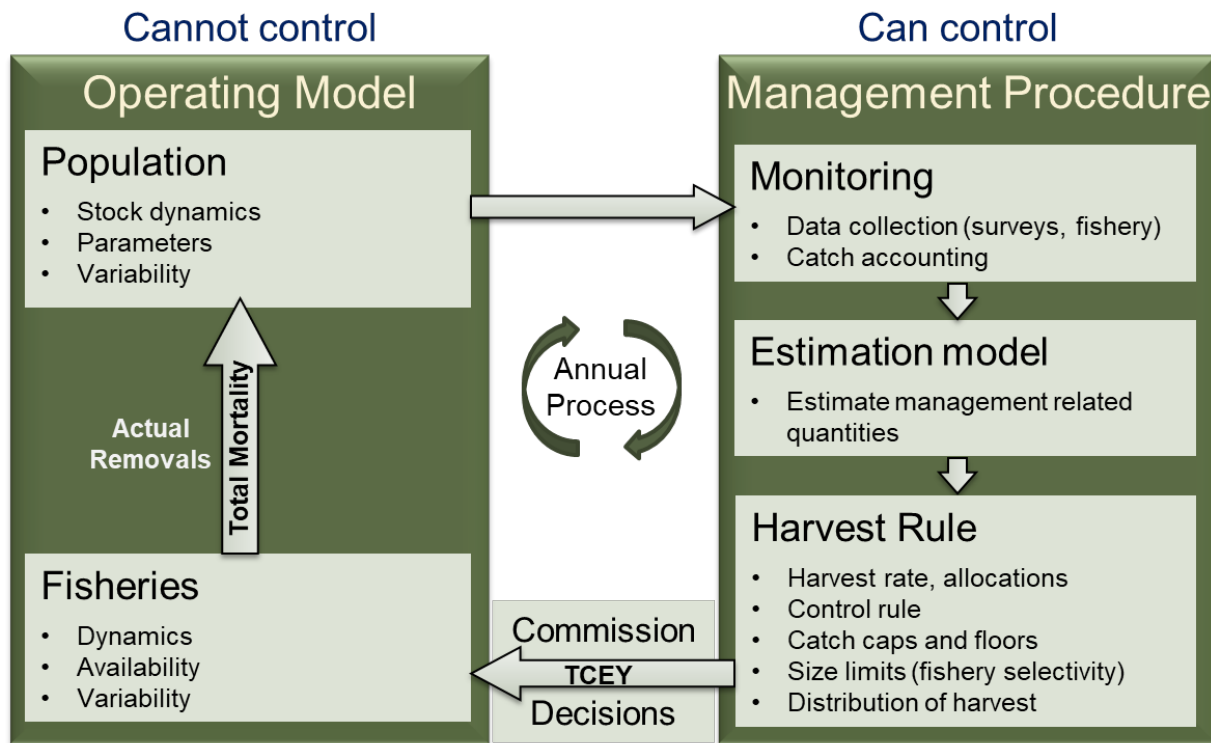 Cannot control
Can control
Operating Model
Population
• Stock dynamics
• Parameters
• Variability
Actual
Removals
Total Mortality
Fisheries
• Dynamics
• Availability
• Variability
Annual
Process
Management Procedure
Monitoring
• Data collection (surveys, fishery)
• Catch accounting
Estimation model
• Estimate management related
quantities
Harvest Rule
• Harvest rate, allocations
• Control rule
• Catch caps and floors
• Size limits (fishery selectivity)
• Distribution of harvest
Commission
TCEY
Decisions